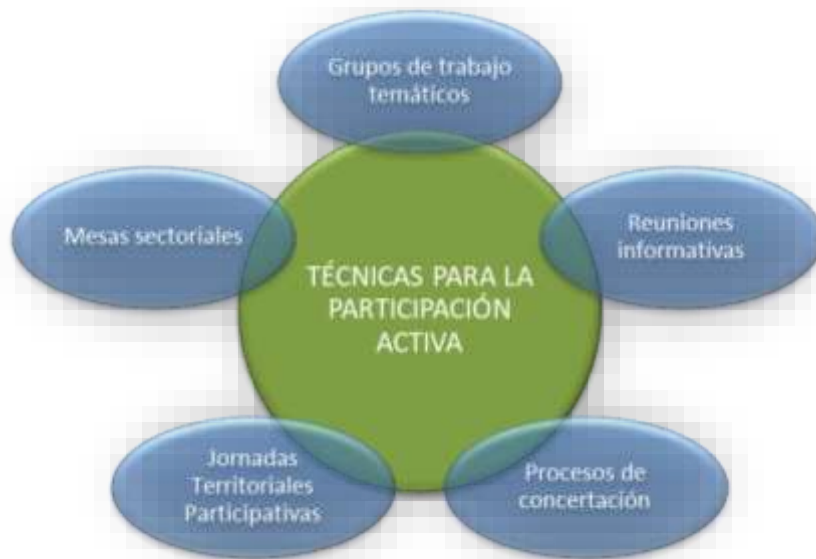 Grupos de trabajo
temáticos
Mesas sectoriales
Reuniones
informativas
TÉCNICAS PARA LA
PARTICIPACIÓN
ACTIVA
Jornadas
Territoriales
Participativas
Procesos de
concertación